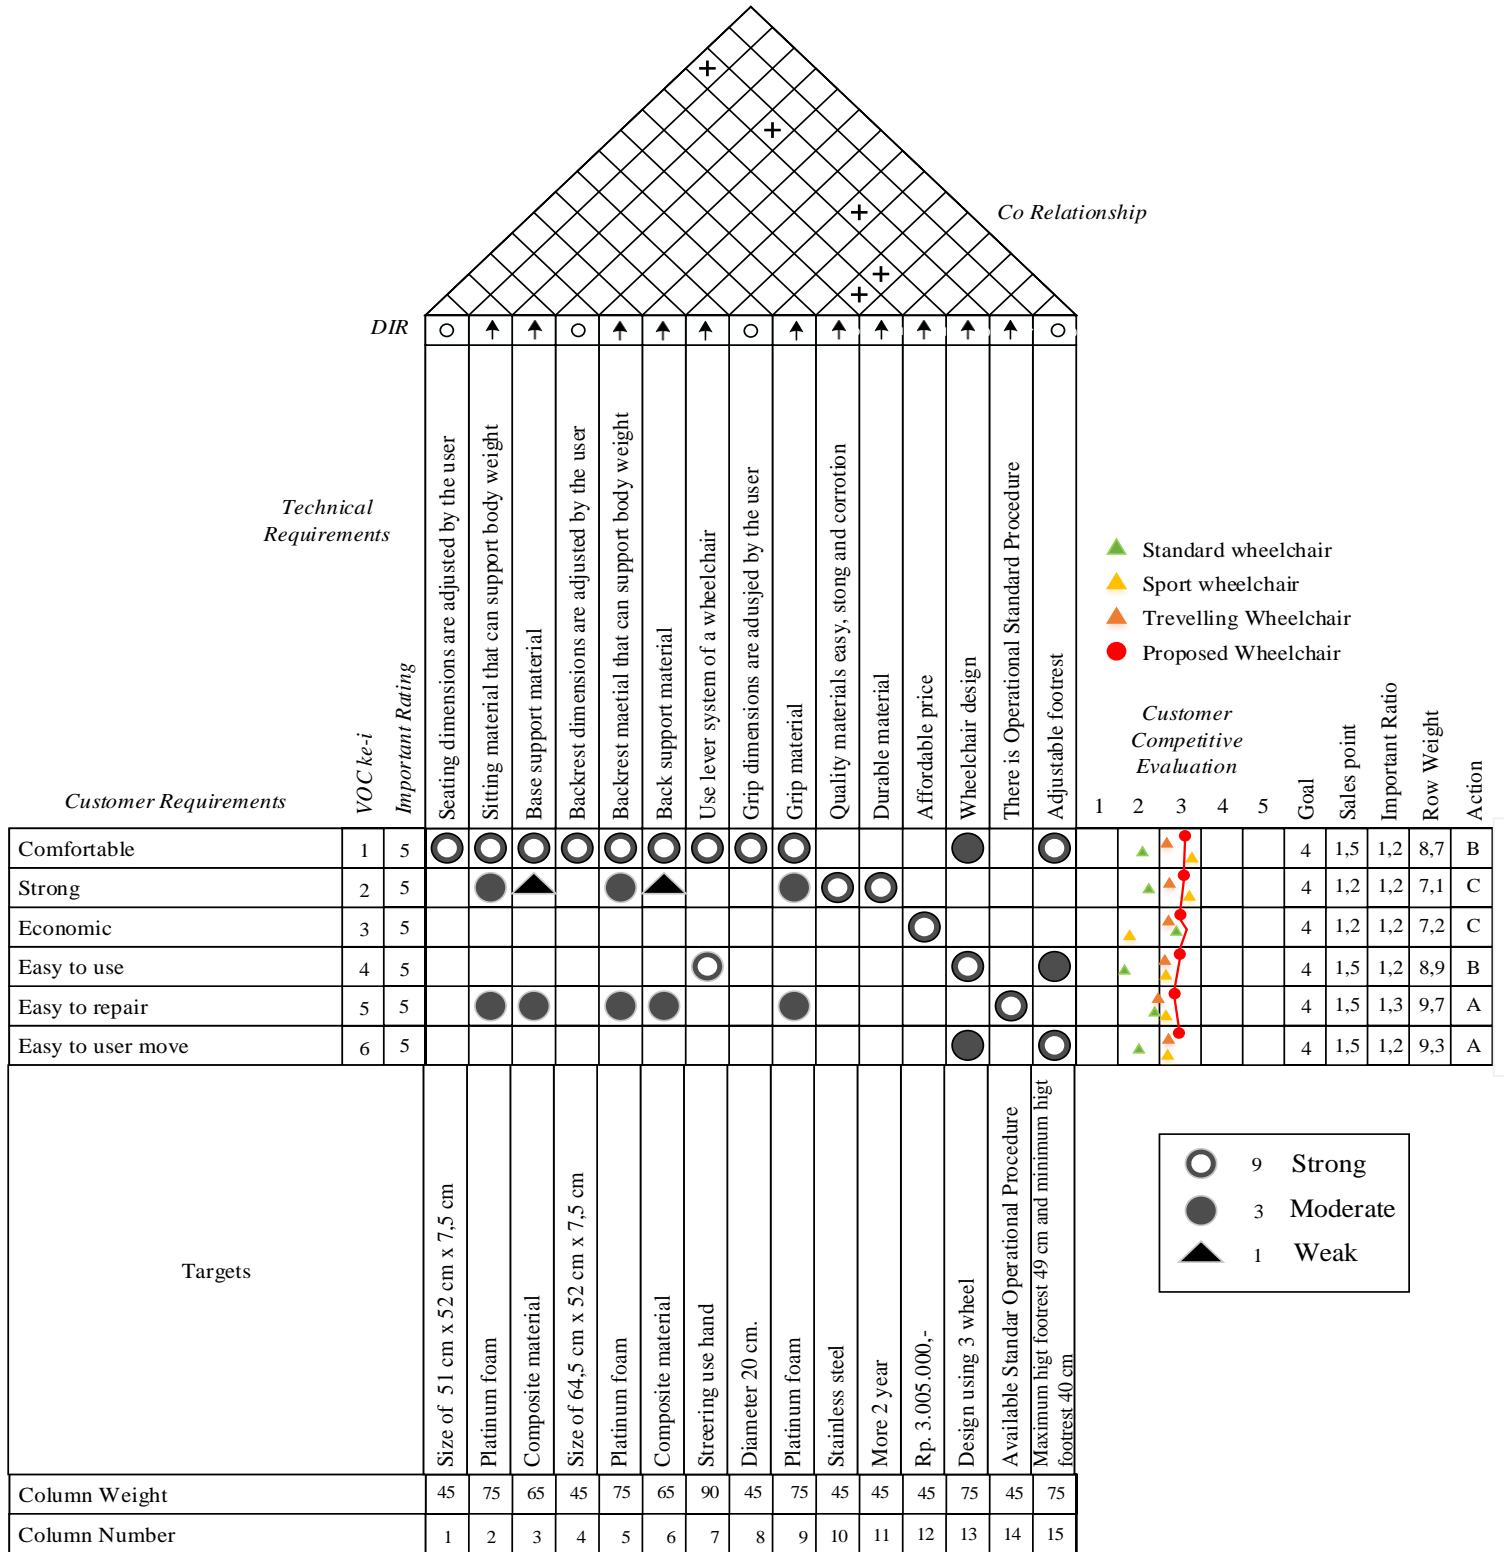 Co Relationship
DIR
Technical
Requirements
Seating dimensions are adjusted by the user
Sitting material that can support body weight
Base support material
Backrest dimensions are adjusted by the user
Backrest maetial that can support body weight
Back support material
Use lever system of a wheelchair
Grip dimensions are adusjed by the user
Grip material
Quality materials easy, stong and corrotion
Durable material
Affordable price
Wheelchair design
There is Operational Standard Procedure
Adjustable footrest
Standard wheelchair
Sport wheelchair
Trevelling Wheelchair
Proposed Wheelchair
Customer Requirements
VOC ke-i
Important Rating
Customer
Competitive
Evaluation
1 2 3 4 5
Goal
Sales point
Important Ratio
Row Weight
Action
Comfortable 1 5 4 1,5 1,2 8,7 B
Strong 2 5 4 1,2 1,2 7,1 C
Economic 3 5 4 1,2 1,2 7,2 C
Easy to use 4 5 4 1,5 1,2 8,9 B
Easy to repair 5 5 4 1,5 1,3 9,7 A
Easy to user move 6 5 4 1,5 1,2 9,3 A
9 Strong
3 Moderate
1 Weak
Targets
Size of 51 cm x 52 cm x 7,5 cm
Platinum foam
Composite material
Size of 64,5 cm x 52 cm x 7,5 cm
Platinum foam
Composite material
Streering use hand
Diameter 20 cm.
Platinum foam
Stainless steel
More 2 year
Rp. 3.005.000,-
Design using 3 wheel
Available Standar Operational Procedure
Maximum higt footrest 49 cm and minimum higt
footrest 40 cm
Column Weight 45 75 65 45 75 65 90 45 75 45 45 45 75 45 75
Column Number 1 2 3 4 5 6 7 8 9 10 11 12 13 14 15